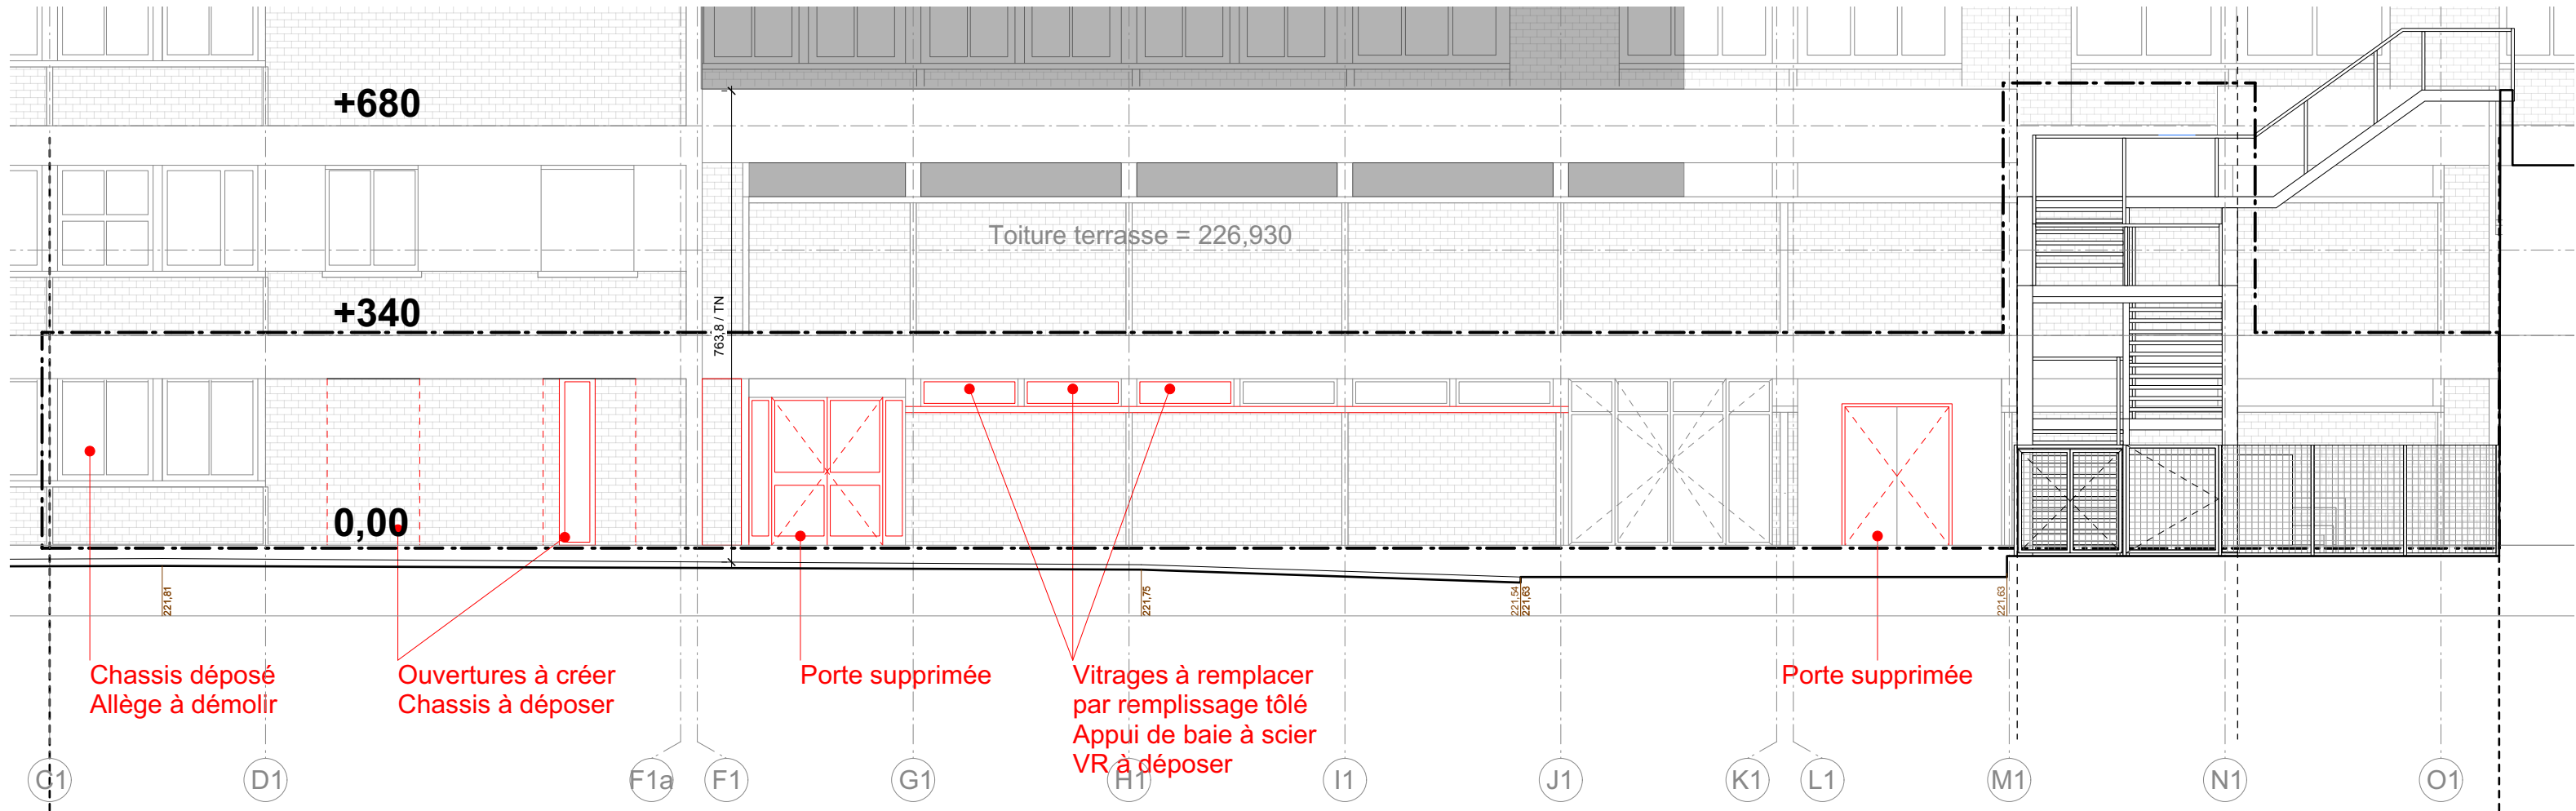 +680
Toiture terrasse = 226,930
+340
763,8 / TN
0,00
221,81
221,75
221,54
221,63
221,63
Chassis déposé
Allège à démolir
Ouvertures à créer
Chassis à déposer
Porte supprimée
Vitrages à remplacer
par remplissage tôlé
Appui de baie à scier
VR à déposer
Porte supprimée
C1
D1
F1a
F1
G1
H1
I1
J1
K1
L1
M1
N1
O1